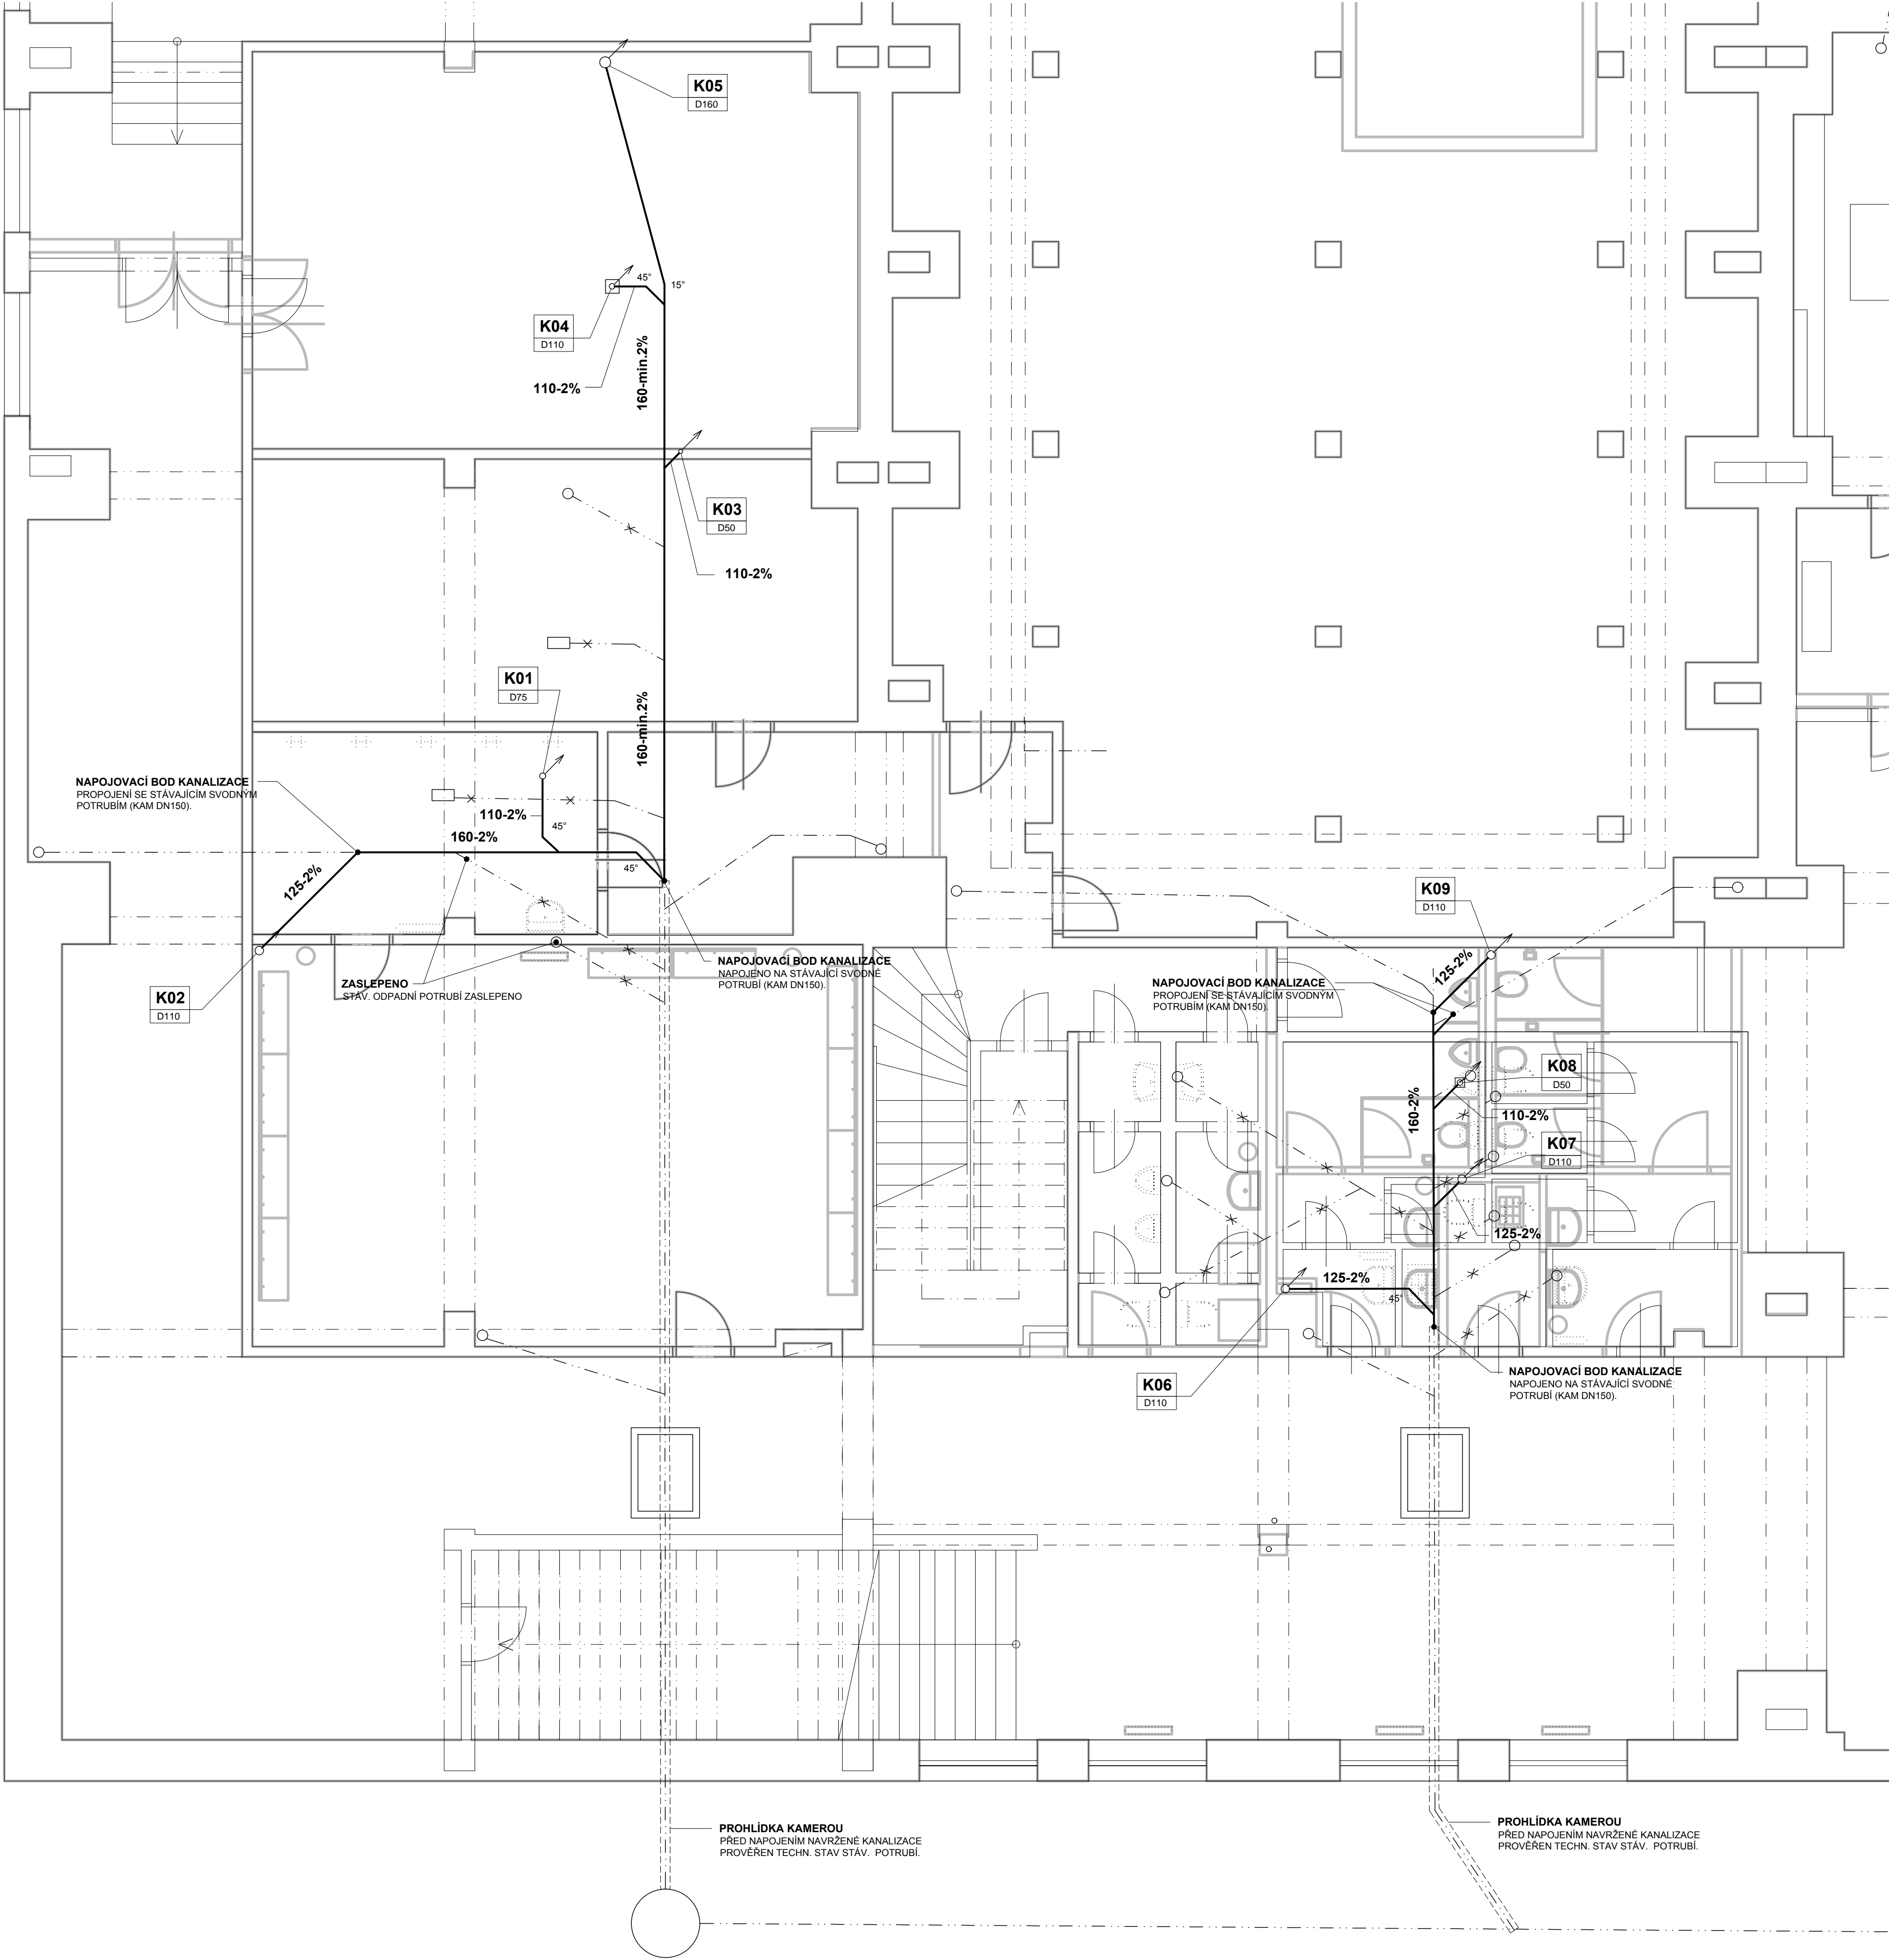 K05
D160
45°
15°
K04
D110
160-min.2%
110-2%
K03
D50
110-2%
K01
D75
160-min.2%
NAPOJOVACÍ BOD KANALIZACE
PROPOJENÍ SE STÁVAJÍCÍM SVODNÝM
POTRUBÍM (KAM DN150).
110-2%
45°
160-2%
45°
125-2%
K02
D110
ZASLEPENO
STÁV. ODPADNÍ POTRUBÍ ZASLEPENO
NAPOJOVACÍ BOD KANALIZACE
NAPOJENO NA STÁVAJÍCÍ SVODNÉ
POTRUBÍ (KAM DN150).
K09
D110
125-2%
NAPOJOVACÍ BOD KANALIZACE
PROPOJENÍ SE STÁVAJÍCÍM SVODNÝM
POTRUBÍM (KAM DN150).
K08
D50
160-2%
110-2%
K07
D110
125-2%
125-2%
45°
K06
D110
NAPOJOVACÍ BOD KANALIZACE
NAPOJENO NA STÁVAJÍCÍ SVODNÉ
POTRUBÍ (KAM DN150).
PROHLÍDKA KAMEROU
PŘED NAPOJENÍM NAVRŽENÉ KANALIZACE
PROVĚŘEN TECHN. STAV STÁV. POTRUBÍ.
PROHLÍDKA KAMEROU
PŘED NAPOJENÍM NAVRŽENÉ KANALIZACE
PROVĚŘEN TECHN. STAV STÁV. POTRUBÍ.